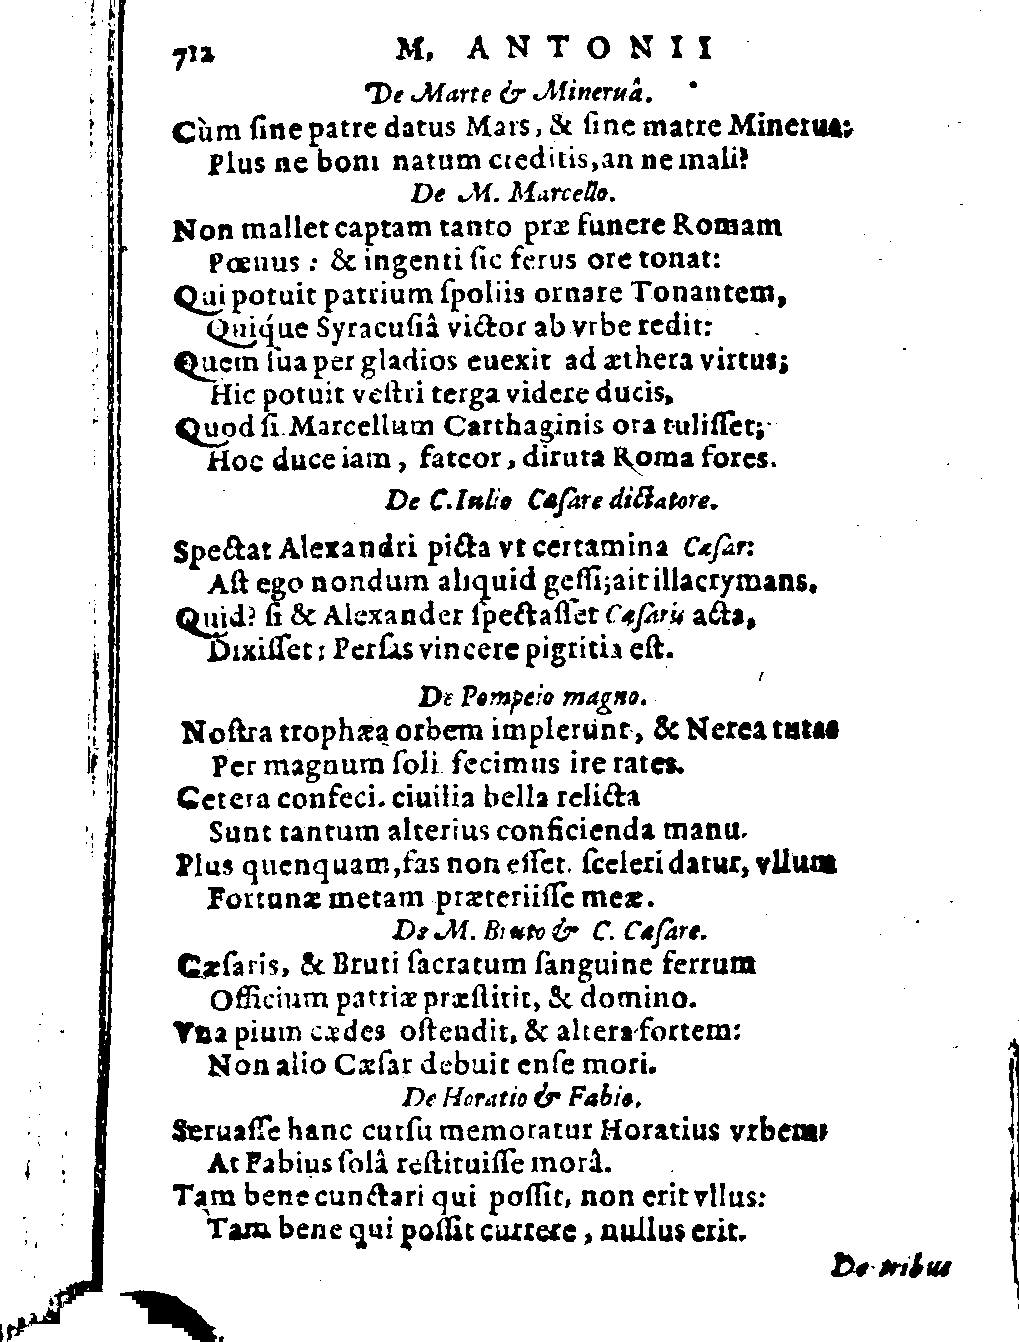 712 M. ANTONII
De Marte & Mineruâ.
Cùm ſine patre datus Mars, & ſine matre Minerua;
Plus ne boni natum creditis, an ne mali?
De M. Marcello.
Non mallet captam tanto præ funere Romam
Pœnus : & ingenti ſic ferus ore tonat:
Qui potuit patrium ſpoliis ornare Tonantem,
Quiq́ue Syracuſiâ victor ab vrbe redit:
Quem ſua per gladios euexit ad æthera virtus;
Hic potuit veſtri terga videre ducis,
Quod ſi Marcellum Carthaginis ora tuliſſet;
Hoc duce iam, fateor, diruta Roma fores.
De C. Iulio Cæſare dictatore.
Spectat Alexandri picta vt certamina Cæſar:
Aſt ego nondum aliquid geſſi; ait illacrymans.
Quid? ſi & Alexander ſpectaſſet Cæſaris acta,
Dixiſſet: Perſas vincere pigritia eſt.
De Pompeio magno.
Noſtra trophæa orbem implerunt, & Nerea tutas
Per magnum ſoli fecimus ire rates.
Cetera confeci. ciuilia bella relicta
Sunt tantum alterius conficienda manu.
Plus quenquam, fas non eſſet. ſceleri datur, vllum
Fortunæ metam præteriiſſe meæ.
De M. Bruto & C. Cæſare.
Cæſaris, & Bruti ſacratum ſanguine ferrum
Officium patriæ præſtitit, & domino.
Vna pium cædes oſtendit, & altera fortem:
Non alio Cæſar debuit enſe mori.
De Horatio & Fabio.
Seruaſſe hanc curſu memoratur Horatius vrbem:
At Fabius ſolâ reſtituiſſe morâ.
Tam bene cunctari qui poſſit, non erit vllus:
Tam bene qui poſſit currere, nullus erit.
De tribus